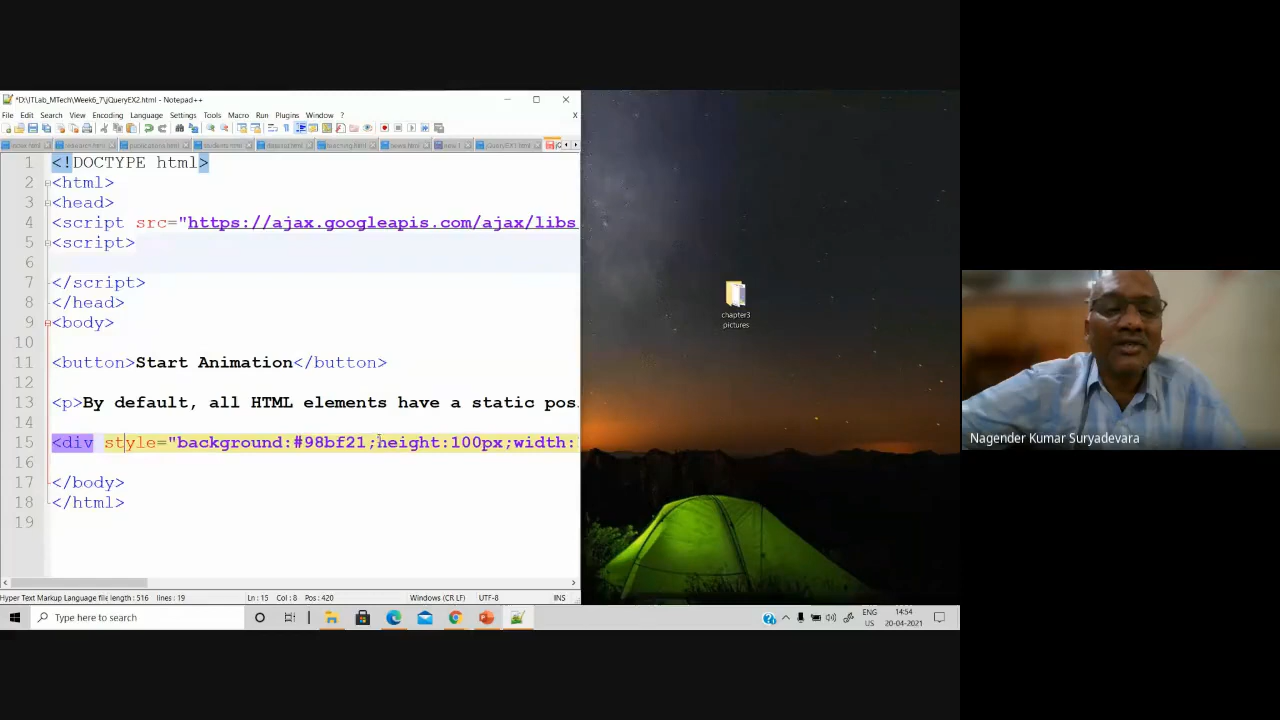 *D:\ITLab_MTech\Week6_7\jQueryEX2.html - Notepad++
File Edit Search View Encoding Language Settings Tools Macro Run Plugins Window ? X
1 <!DOCTYPE html>
2 <html>
3 <head>
4 <script src="https://ajax.googleapis.com/ajax/libs
5 <script>
6
7 </script>
8 </head>
9 <body>
10
11 <button>Start Animation</button>
12
13 <p>By default, all HTML elements have a static pos
14
15 <div style="background:#98bf21;height:100px;width:
16
17 </body>
18 </html>
19
Hyper Text Markup Language file length : 516 lines : 19 Ln : 15 Col : 8 Pos : 420 Windows (CR LF) UTF-8 INS
chapter3
pictures
Nagender Kumar Suryadevara
Type here to search
ENG
US
14:54
20-04-2021